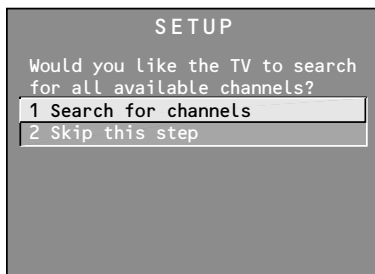 SETUP
Would you like the TV to search
for all available channels?
1 Search for channels
2 Skip this step